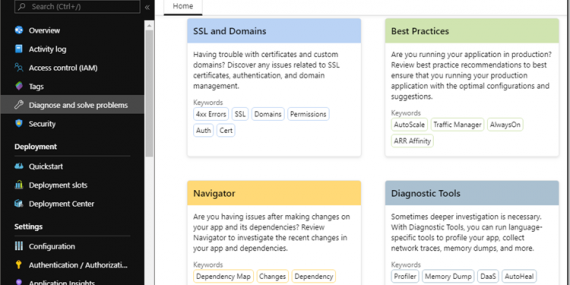 Search (Ctrl+/)
«
Overview
Activity log
Access control (IAM)
Tags
Diagnose and solve problems
Security
Deployment
Quickstart
Deployment slots
Deployment Center
Settings
Configuration
Authentication / Authorizati...
Application Insights
Home
SSL and Domains
Having trouble with certificates and custom
domains? Discover any issues related to SSL
certificates, authentication, and domain
management.
Keywords
4xx Errors SSL Domains Permissions
Auth Cert
Best Practices
Are you running your application in production?
Review best practice recommendations to best
ensure that you running your production
application with the optimal configurations and
suggestions.
Keywords
AutoScale Traffic Manager AlwaysOn
ARR Affinity
Navigator
Are you having issues after making changes on
your app and its dependencies? Review
Navigator to investigate the recent changes in
your app and dependencies.
Keywords
Dependency Map Changes Dependency
Diagnostic Tools
Sometimes deeper investigation is necessary.
With Diagnostic Tools, you can run language-
specific tools to profile your app, collect
network traces, memory dumps, and more.
Keywords
Profiler Memory Dump DaaS AutoHeal